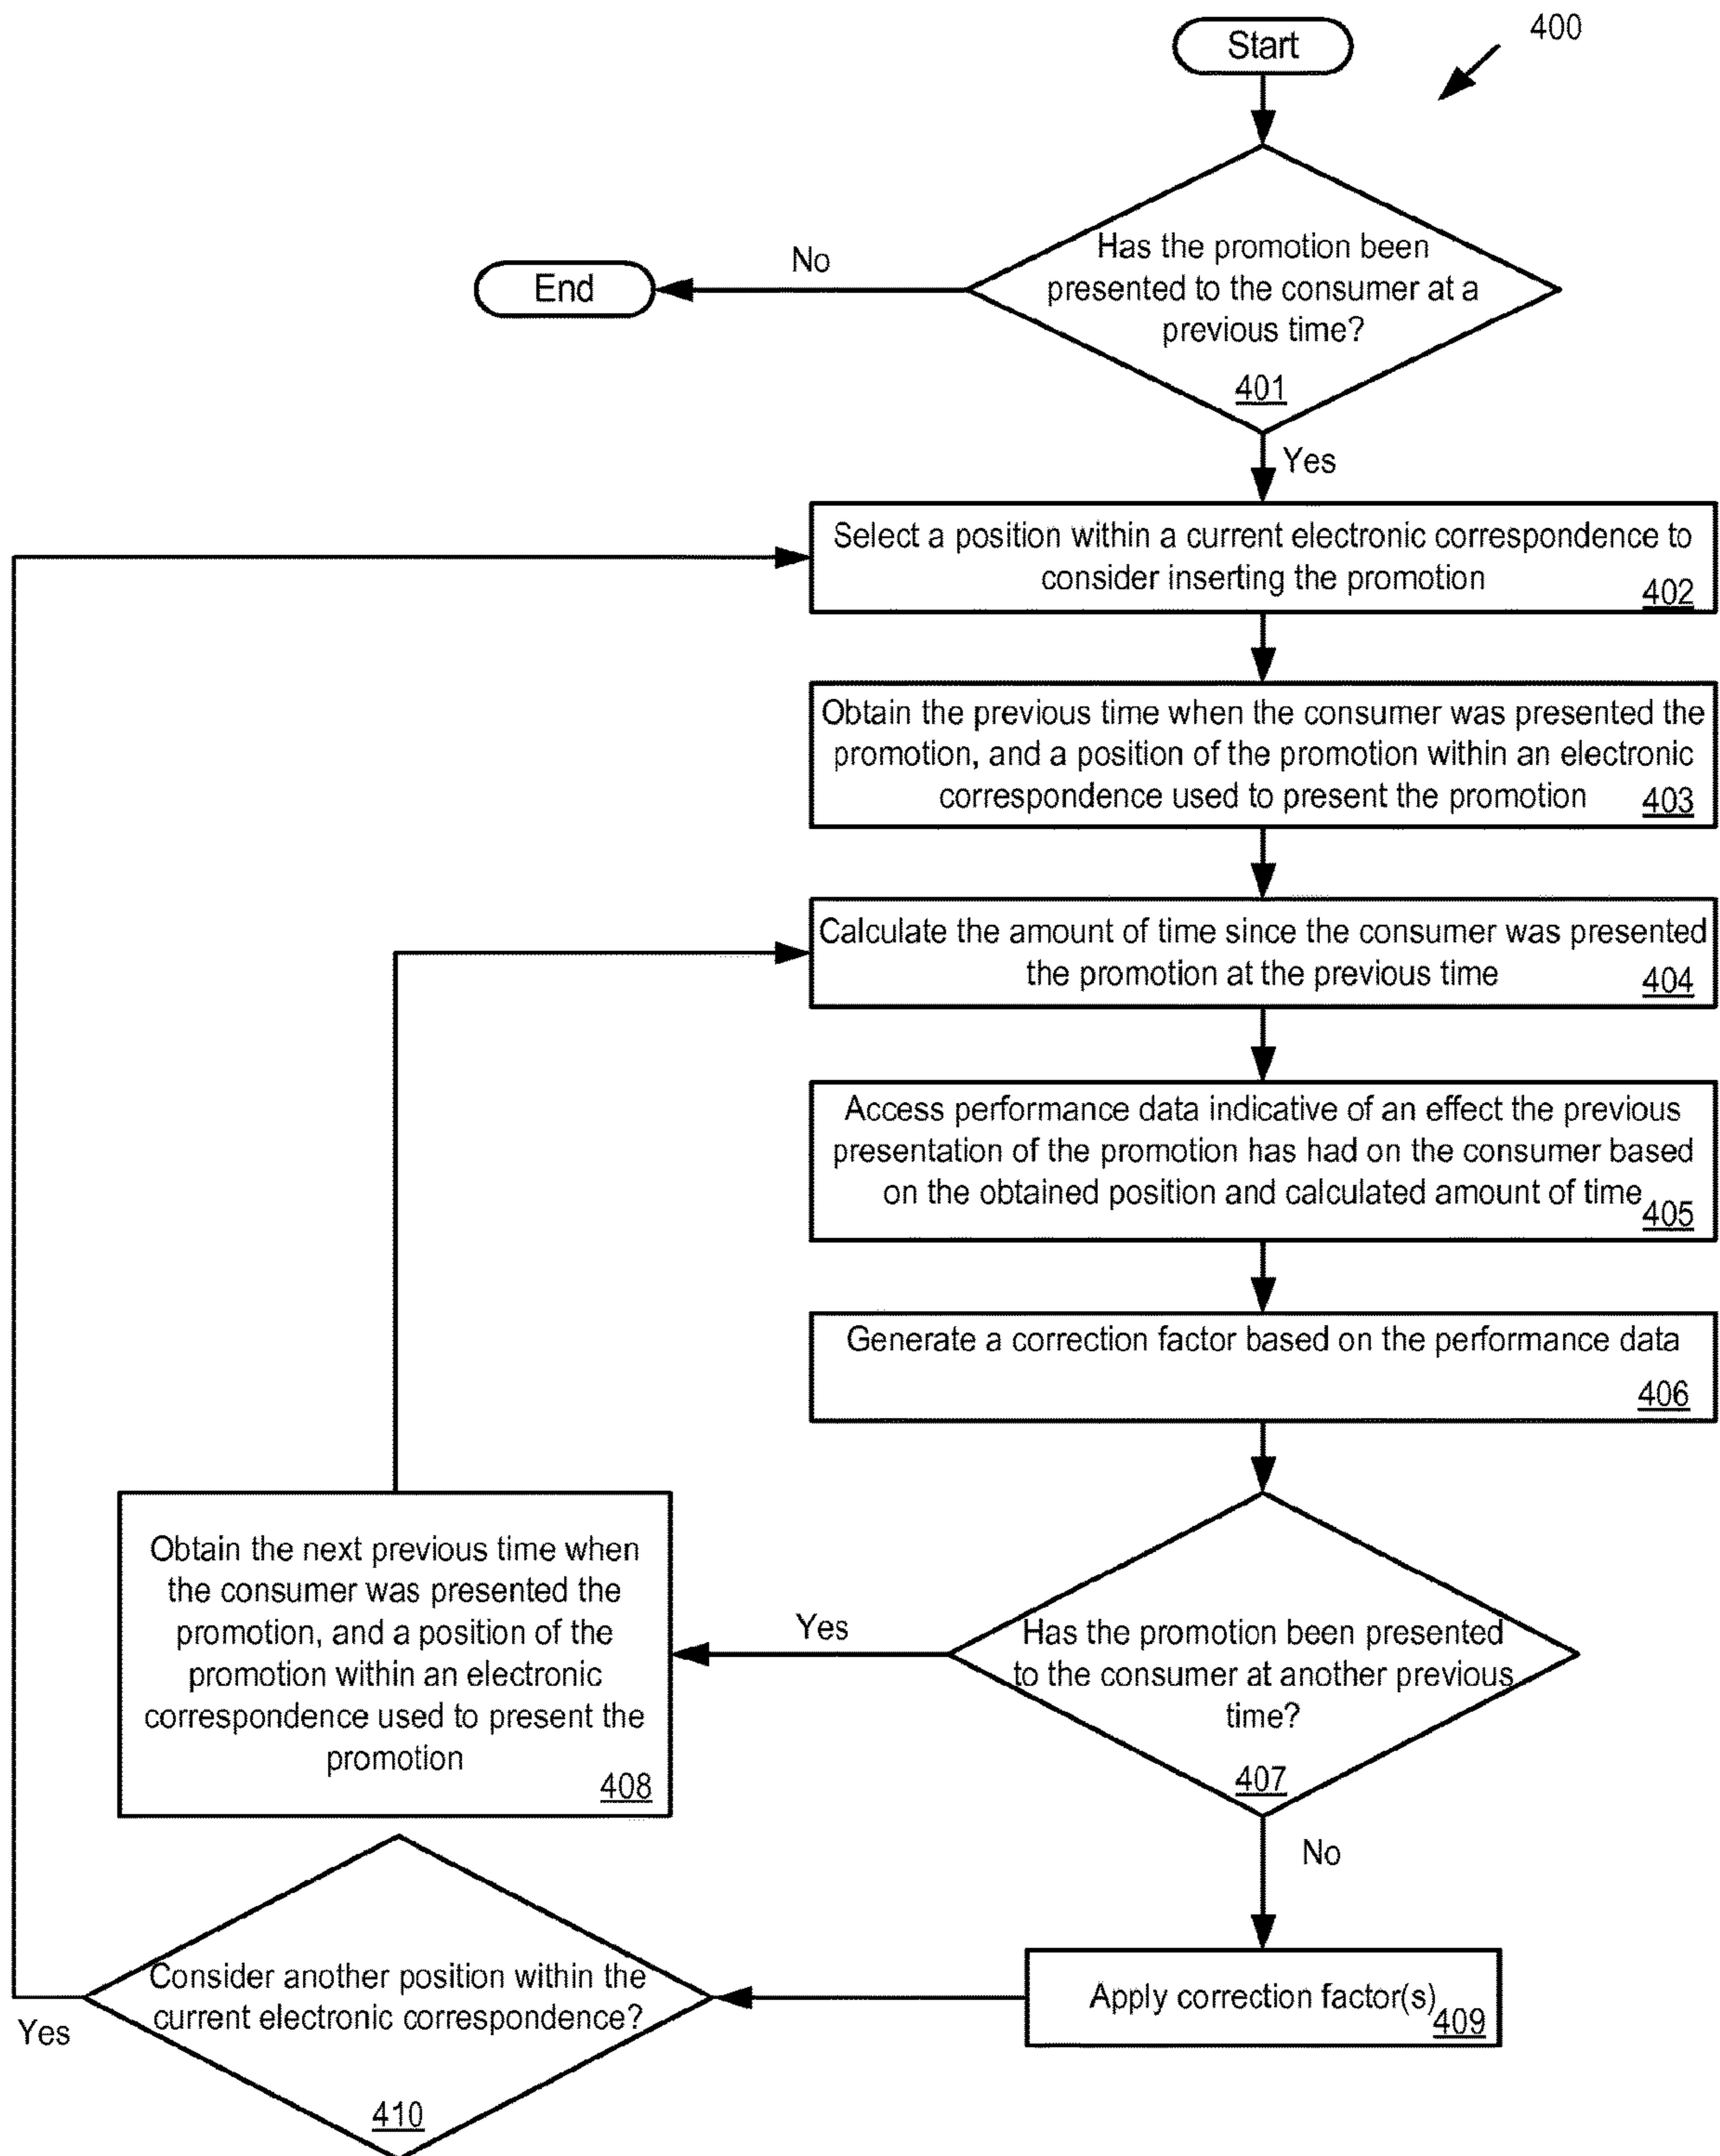 400
Start
Has the promotion been
presented to the consumer at a
previous time?
401
No
End
Yes
Select a position within a current electronic correspondence to
consider inserting the promotion
402
Obtain the previous time when the consumer was presented the
promotion, and a position of the promotion within an electronic
correspondence used to present the promotion
403
Calculate the amount of time since the consumer was presented
the promotion at the previous time
404
Access performance data indicative of an effect the previous
presentation of the promotion has had on the consumer based
on the obtained position and calculated amount of time
405
Generate a correction factor based on the performance data
406
Has the promotion been presented
to the consumer at another previous
time?
407
Yes
Obtain the next previous time when
the consumer was presented the
promotion, and a position of the
promotion within an electronic
correspondence used to present the
promotion
408
No
Apply correction factor(s)
409
Consider another position within the
current electronic correspondence?
410
Yes